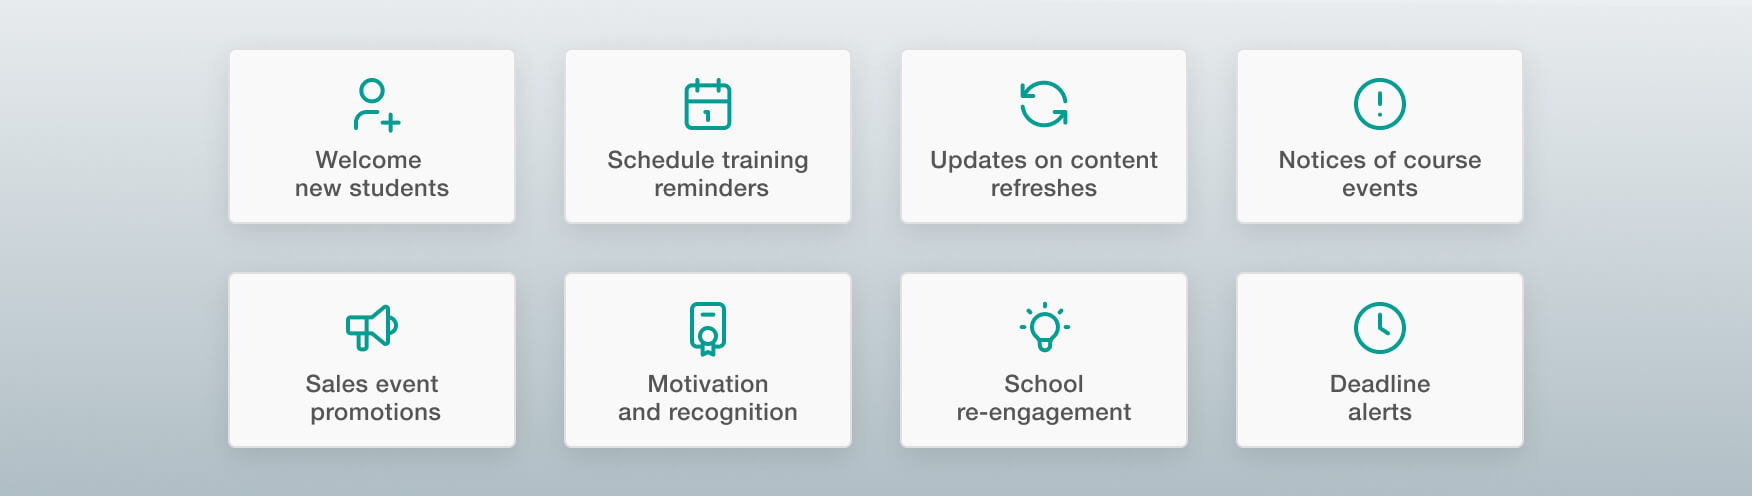 Welcome
new students
Schedule training
reminders
Updates on content
refreshes
Notices of course
events
Sales event
promotions
Motivation
and recognition
School
re-engagement
Deadline
alerts